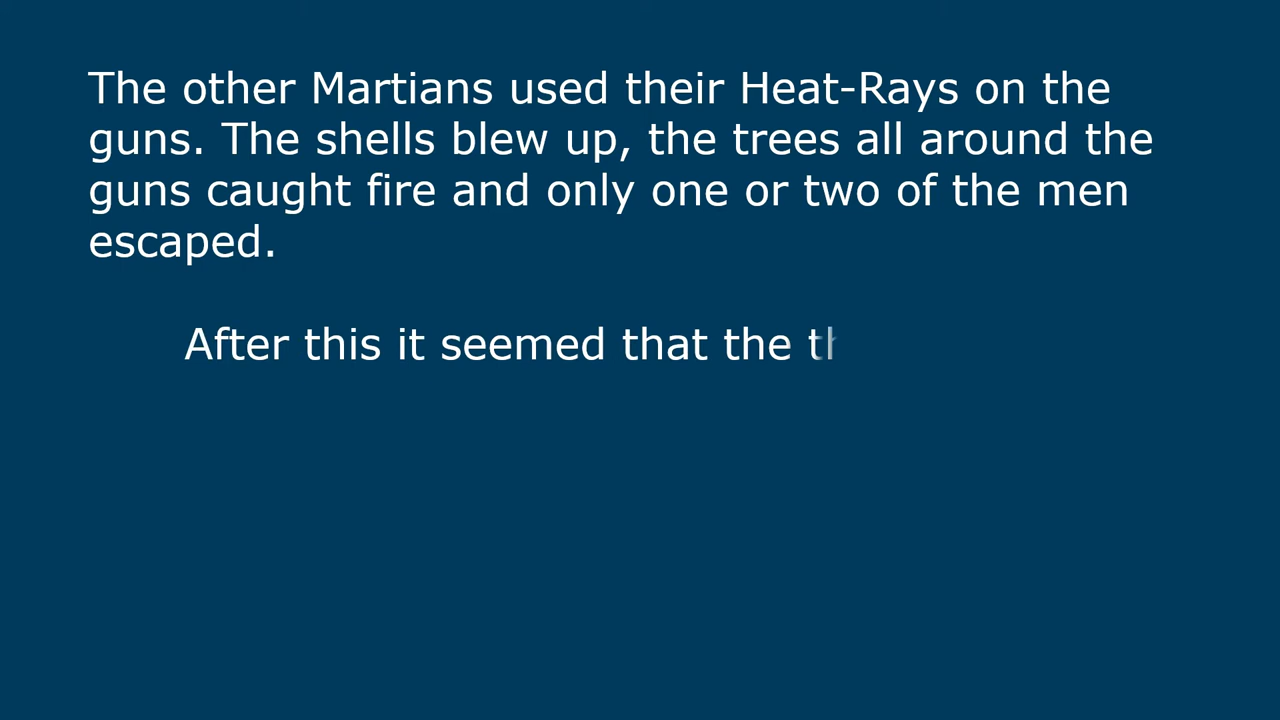 The other Martians used their Heat-Rays on the
guns. The shells blew up, the trees all around the
guns caught fire and only one or two of the men
escaped.
After this it seemed that the